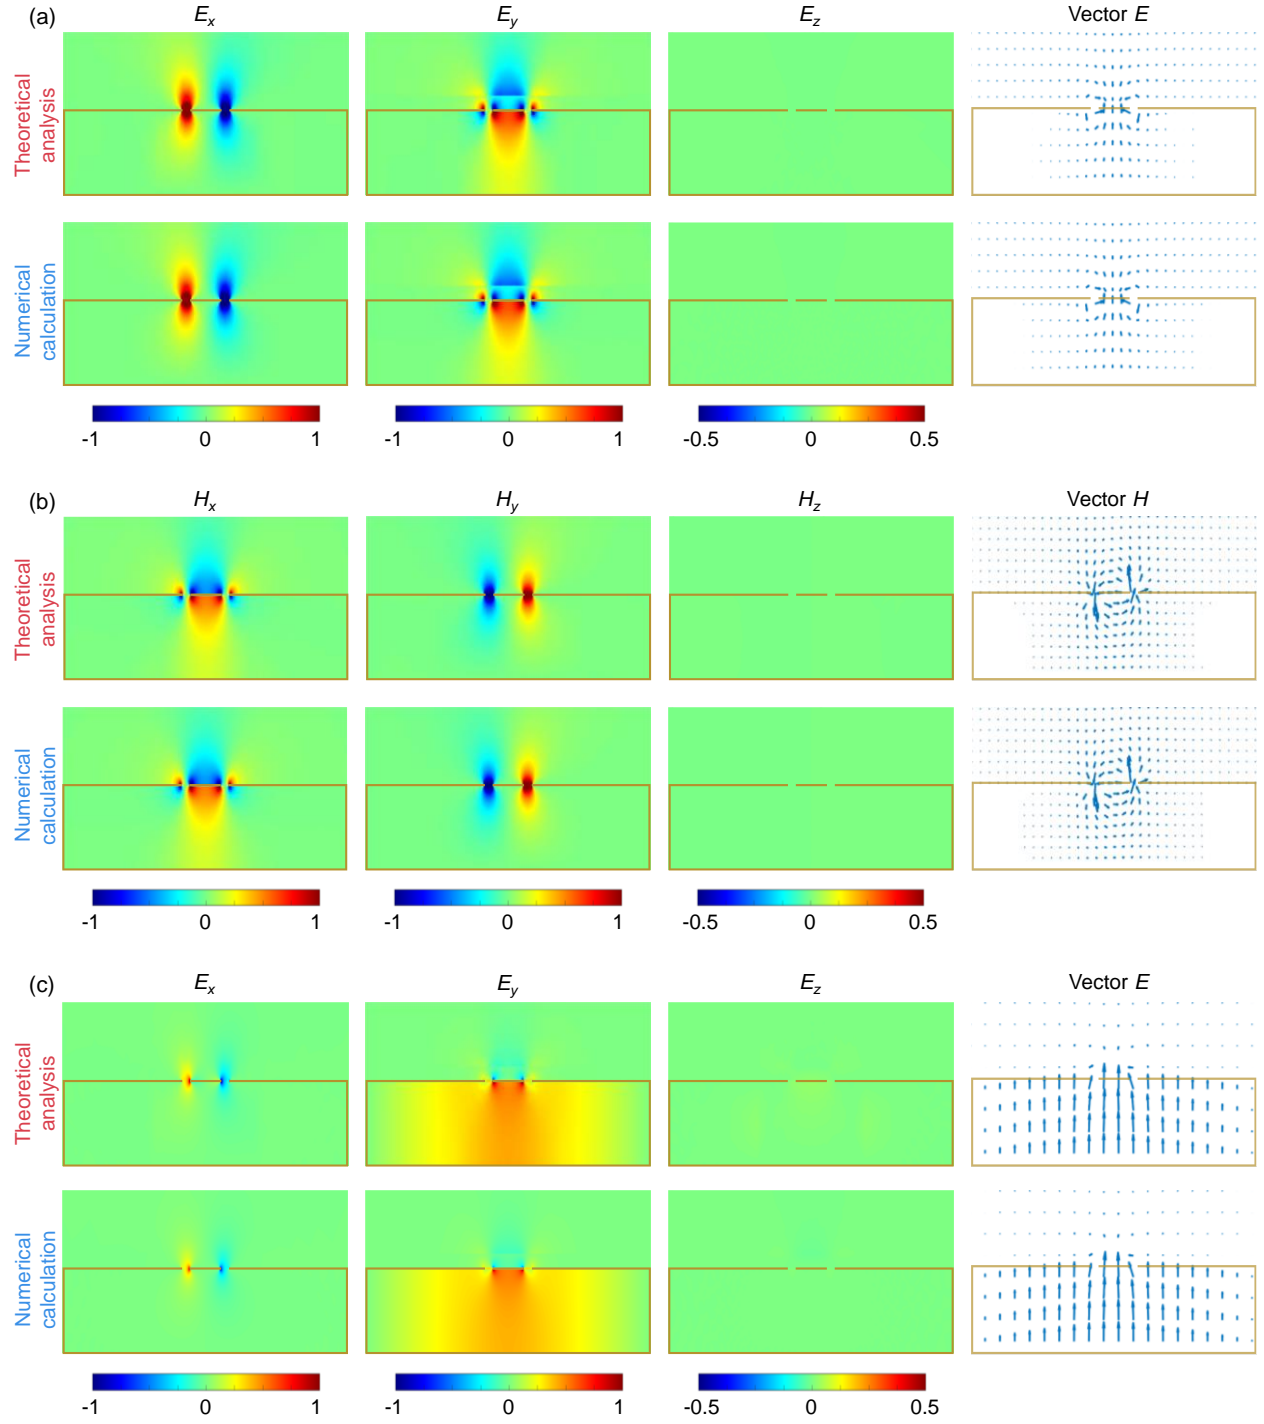 (a) Ex Ey Ez Vector E
Theoretical
analysis
Numerical
calculation
-1 0 1 -1 0 1 -0.5 0 0.5
(b) Hx Hy Hz Vector H
Theoretical
analysis
Numerical
calculation
-1 0 1 -1 0 1 -0.5 0 0.5
(c) Ex Ey Ez Vector E
Theoretical
analysis
Numerical
calculation
-1 0 1 -1 0 1 -0.5 0 0.5